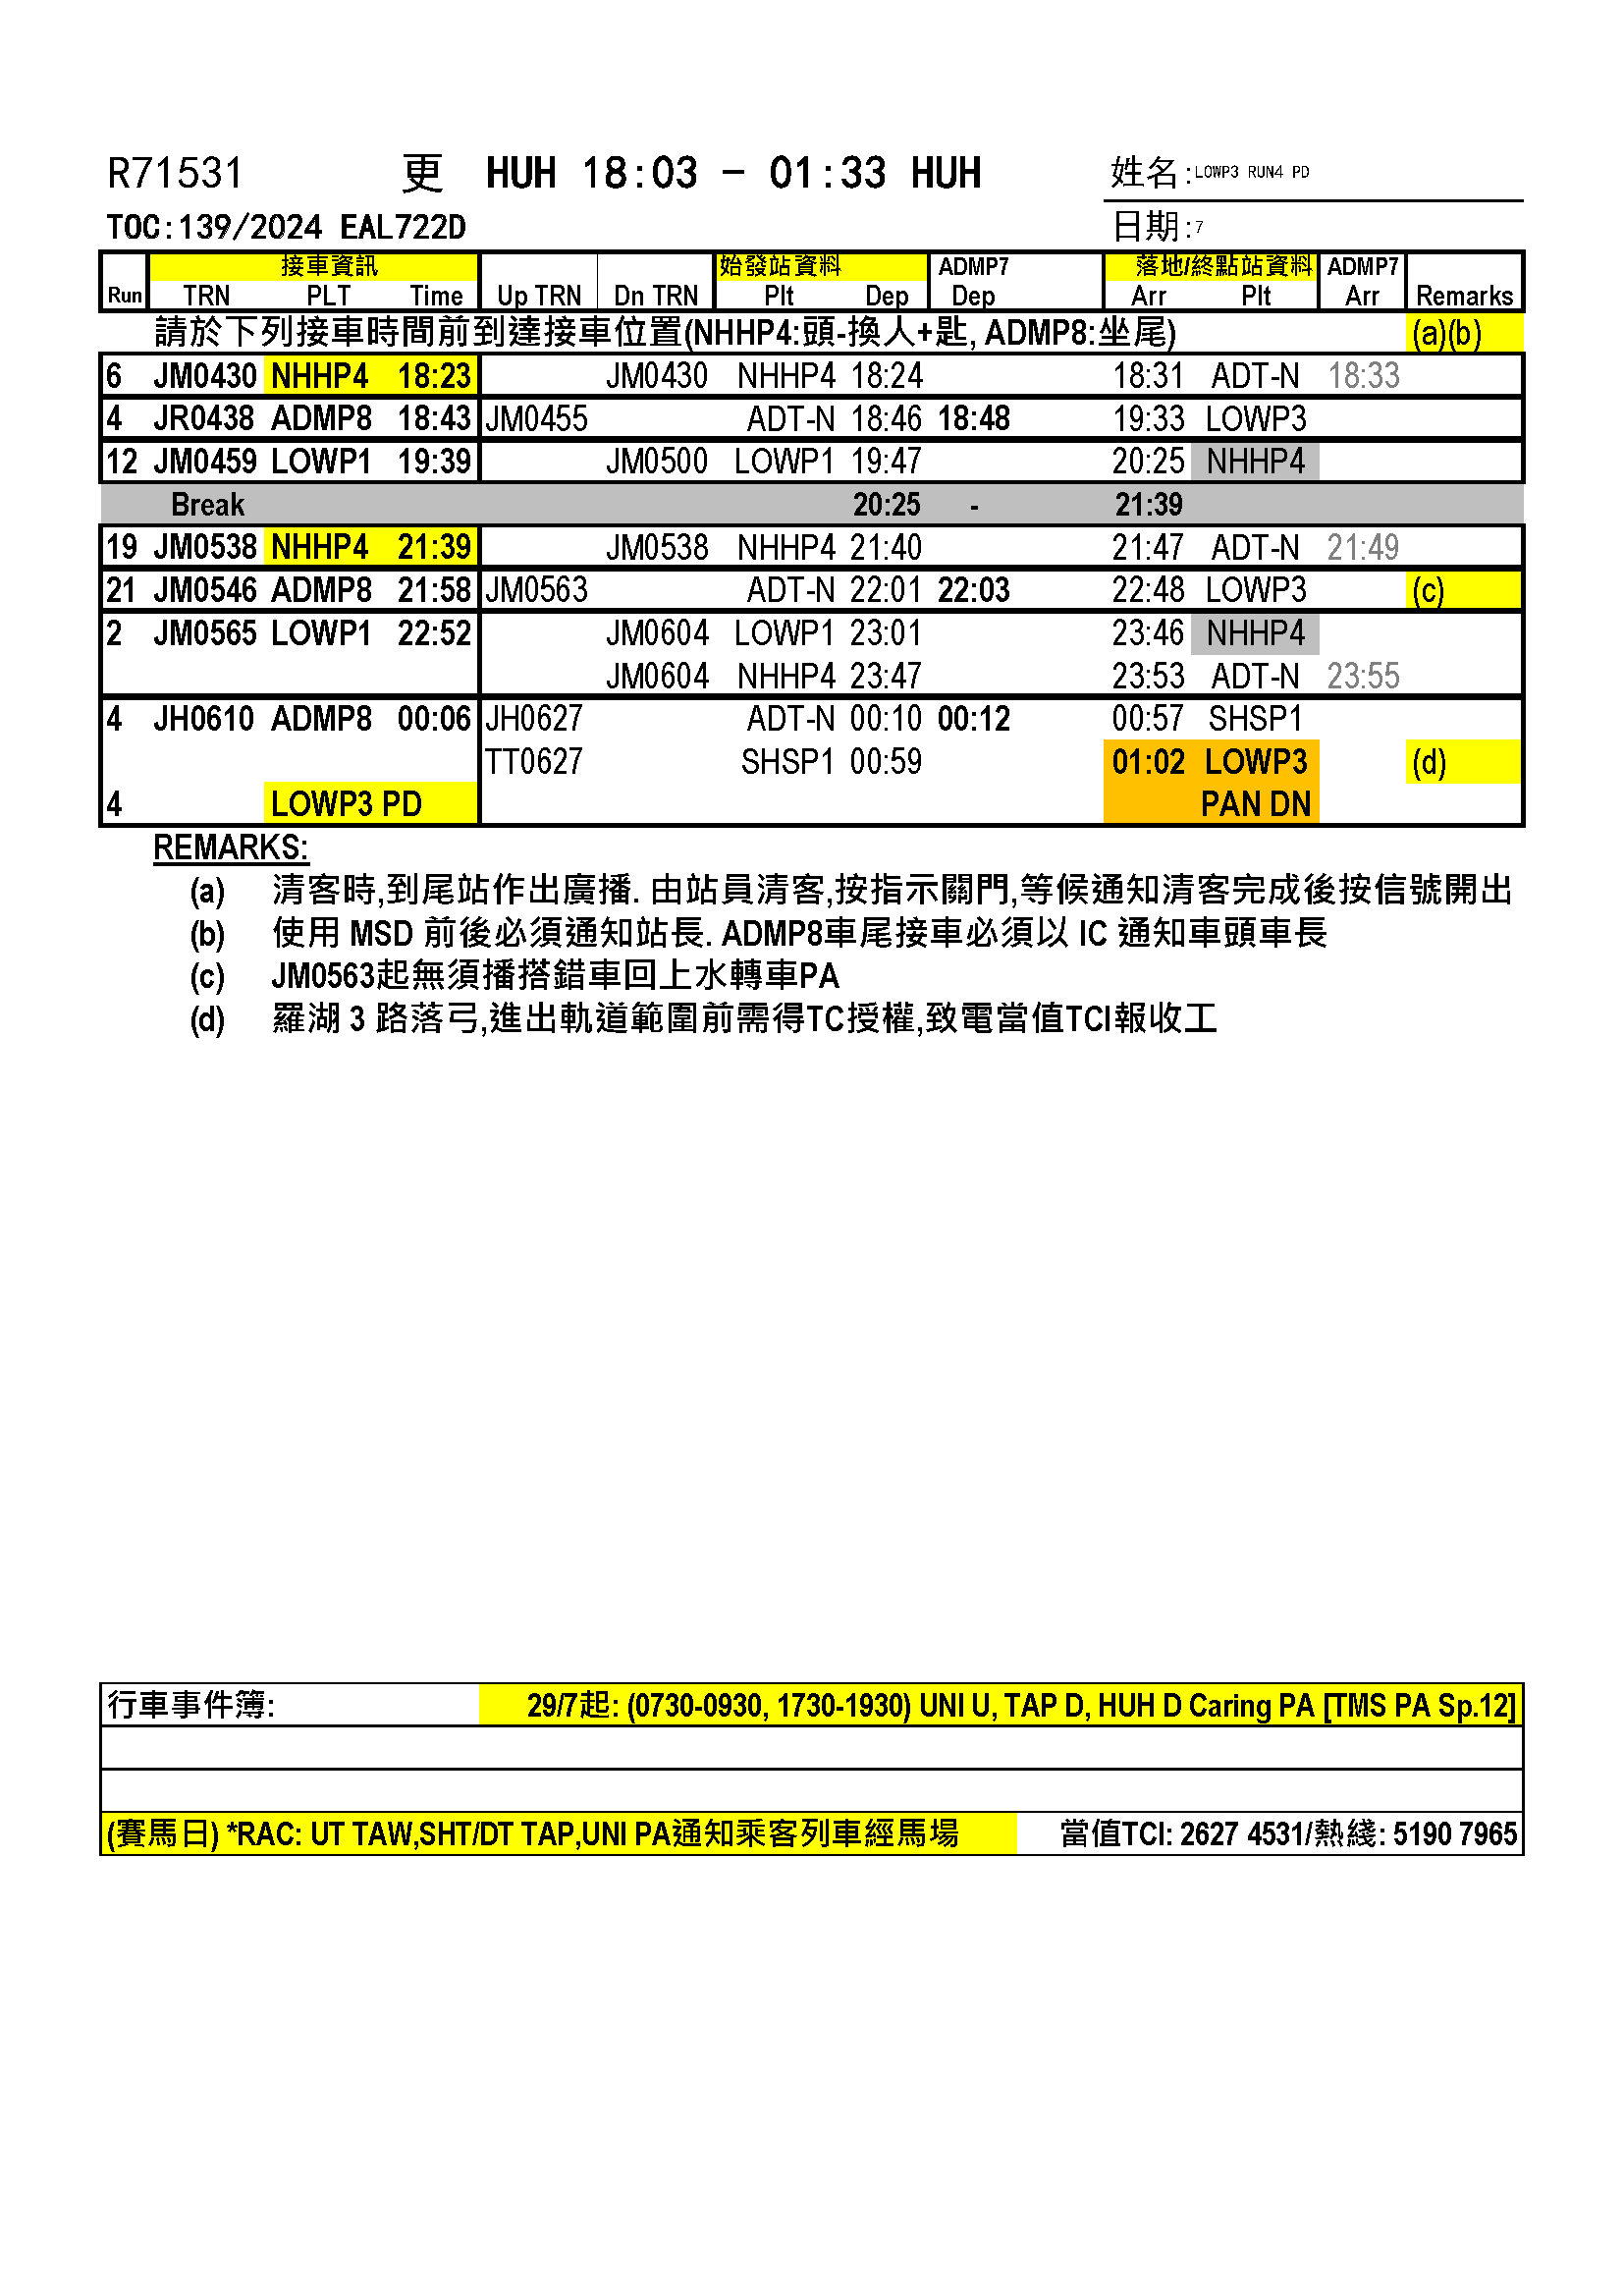 R71531 更 HUH 18:03 - 01:33 HUH 姓名:LOWP3 RUN4 PD
TOC:139/2024 EAL722D 日期:7
接車資訊 始發站資料 ADMP7 落地/終點站資料 ADMP7
Run TRN PLT Time Up TRN Dn TRN Plt Dep Dep Arr Plt Arr Remarks
請於下列接車時間前到達接車位置(NHHP4:頭-換人+匙, ADMP8:坐尾) (a)(b)
6 JM0430 NHHP4 18:23 JM0430 NHHP4 18:24 18:31 ADT-N 18:33
4 JR0438 ADMP8 18:43 JM0455 ADT-N 18:46 18:48 19:33 LOWP3
12 JM0459 LOWP1 19:39 JM0500 LOWP1 19:47 20:25 NHHP4
Break 20:25 - 21:39
19 JM0538 NHHP4 21:39 JM0538 NHHP4 21:40 21:47 ADT-N 21:49
21 JM0546 ADMP8 21:58 JM0563 ADT-N 22:01 22:03 22:48 LOWP3 (c)
2 JM0565 LOWP1 22:52 JM0604 LOWP1 23:01 23:46 NHHP4
JM0604 NHHP4 23:47 23:53 ADT-N 23:55
4 JH0610 ADMP8 00:06 JH0627 ADT-N 00:10 00:12 00:57 SHSP1
TT0627 SHSP1 00:59 01:02 LOWP3 (d)
4 LOWP3 PD PAN DN
REMARKS:
(a) 清客時,到尾站作出廣播. 由站員清客,按指示關門,等候通知清客完成後按信號開出
(b) 使用 MSD 前後必須通知站長. ADMP8車尾接車必須以 IC 通知車頭車長
(c) JM0563起無須播搭錯車回上水轉車PA
(d) 羅湖 3 路落弓,進出軌道範圍前需得TC授權,致電當值TCI報收工
行車事件簿: 29/7起: (0730-0930, 1730-1930) UNI U, TAP D, HUH D Caring PA [TMS PA Sp.12]
(賽馬日) *RAC: UT TAW,SHT/DT TAP,UNI PA通知乘客列車經馬場 當值TCI: 2627 4531/熱綫: 5190 7965